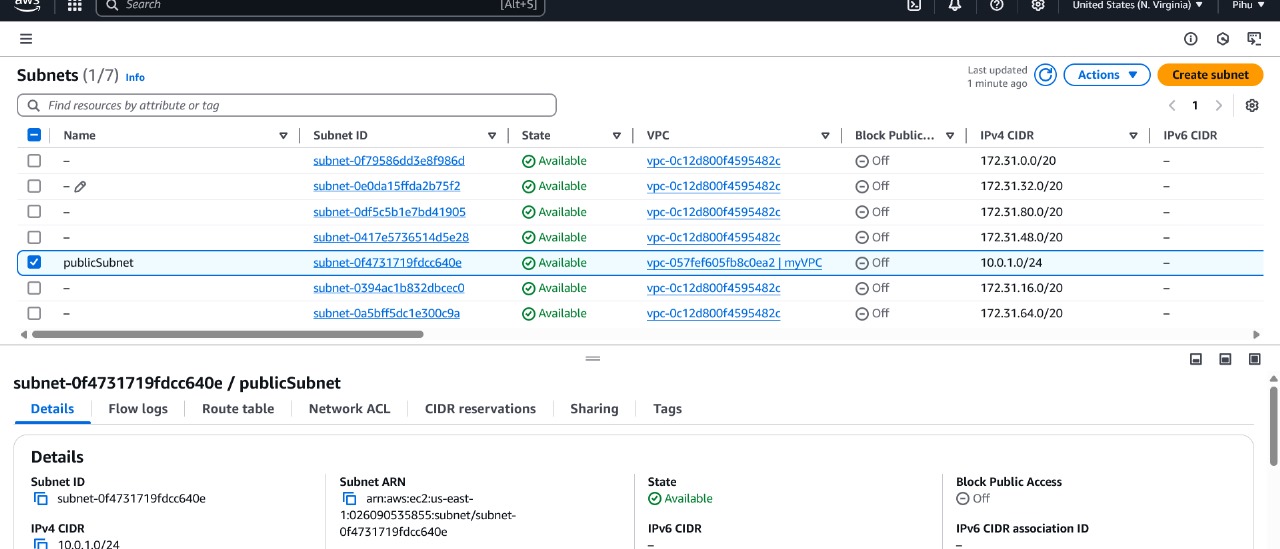 aws Search [Alt+S] United States (N. Virginia) ▼ Pihu ▼
Subnets (1/7) Info
Last updated
1 minute ago
Actions ▼ Create subnet
Find resources by attribute or tag
< 1 >
Name Subnet ID State VPC Block Public... IPv4 CIDR IPv6 CIDR
– subnet-0f79586dd3e8f986d Available vpc-0c12d800f4595482c Off 172.31.0.0/20 –
– subnet-0e0da15ffda2b75f2 Available vpc-0c12d800f4595482c Off 172.31.32.0/20 –
– subnet-0df5c5b1e7bd41905 Available vpc-0c12d800f4595482c Off 172.31.80.0/20 –
– subnet-0417e5736514d5e28 Available vpc-0c12d800f4595482c Off 172.31.48.0/20 –
publicSubnet subnet-0f4731719fdcc640e Available vpc-057fef605fb8c0ea2 | myVPC Off 10.0.1.0/24 –
– subnet-0394ac1b832dbcec0 Available vpc-0c12d800f4595482c Off 172.31.16.0/20 –
– subnet-0a5bff5dc1e300c9a Available vpc-0c12d800f4595482c Off 172.31.64.0/20 –
subnet-0f4731719fdcc640e / publicSubnet
Details Flow logs Route table Network ACL CIDR reservations Sharing Tags
Details
Subnet ID
subnet-0f4731719fdcc640e
Subnet ARN
arn:aws:ec2:us-east-
1:026090535855:subnet/subnet-
0f4731719fdcc640e
State
Available
Block Public Access
Off
IPv4 CIDR
10.0.1.0/24
IPv6 CIDR
–
IPv6 CIDR association ID
–